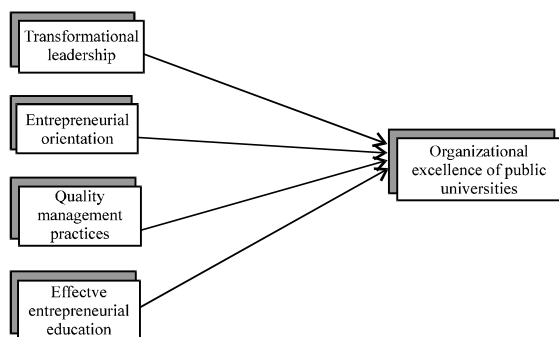 Transformational
leadership
Entrepreneurial
orientation
Quality
management
practices
Effectve
entrepreneurial
education
Organizational
excellence of public
universities